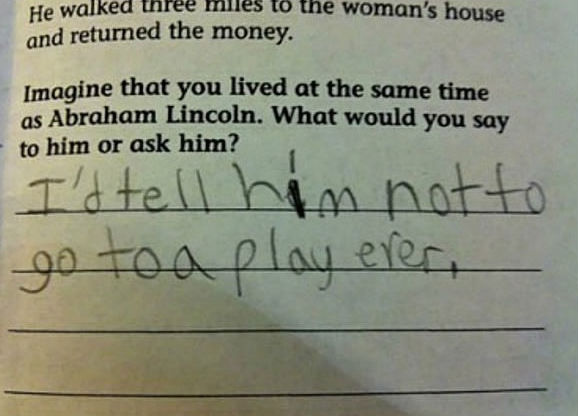 He walked three miles to the woman's house
and returned the money.
Imagine that you lived at the same time
as Abraham Lincoln. What would you say
to him or ask him?
I'd tell him not to
go to a play ever.